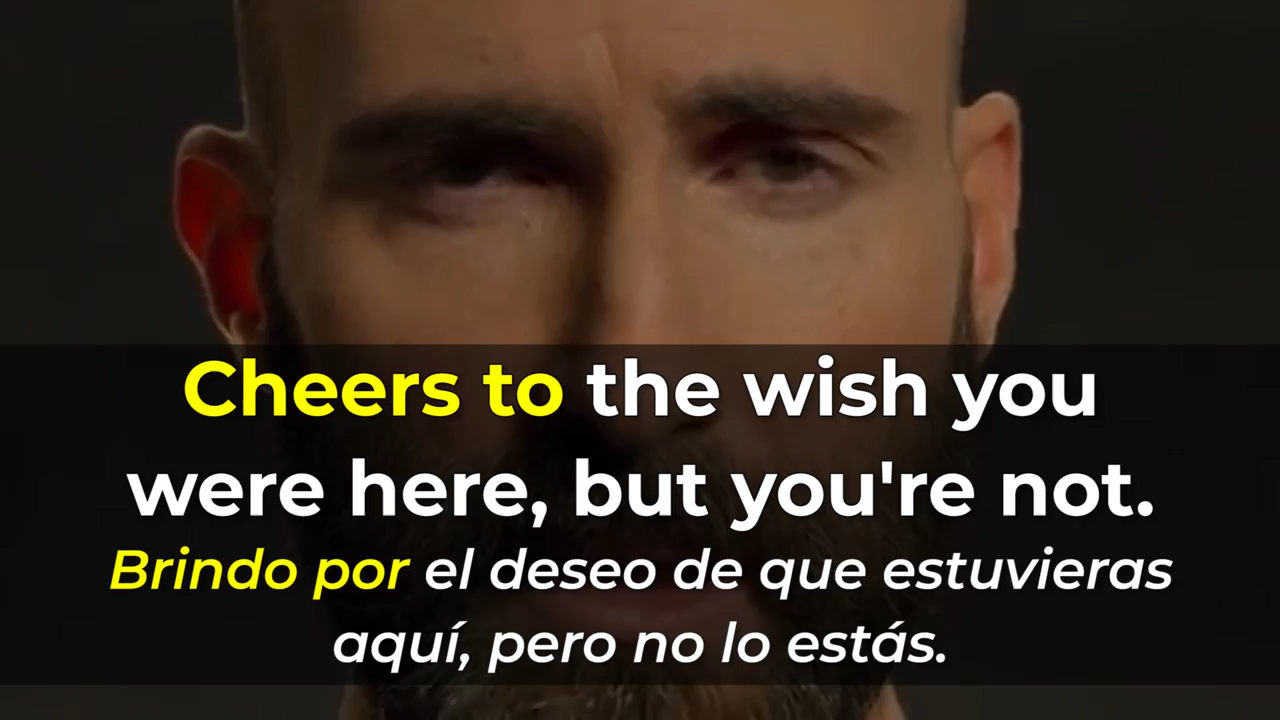 Cheers to the wish you
were here, but you're not.
Brindo por el deseo de que estuvieras
aquí, pero no lo estás.